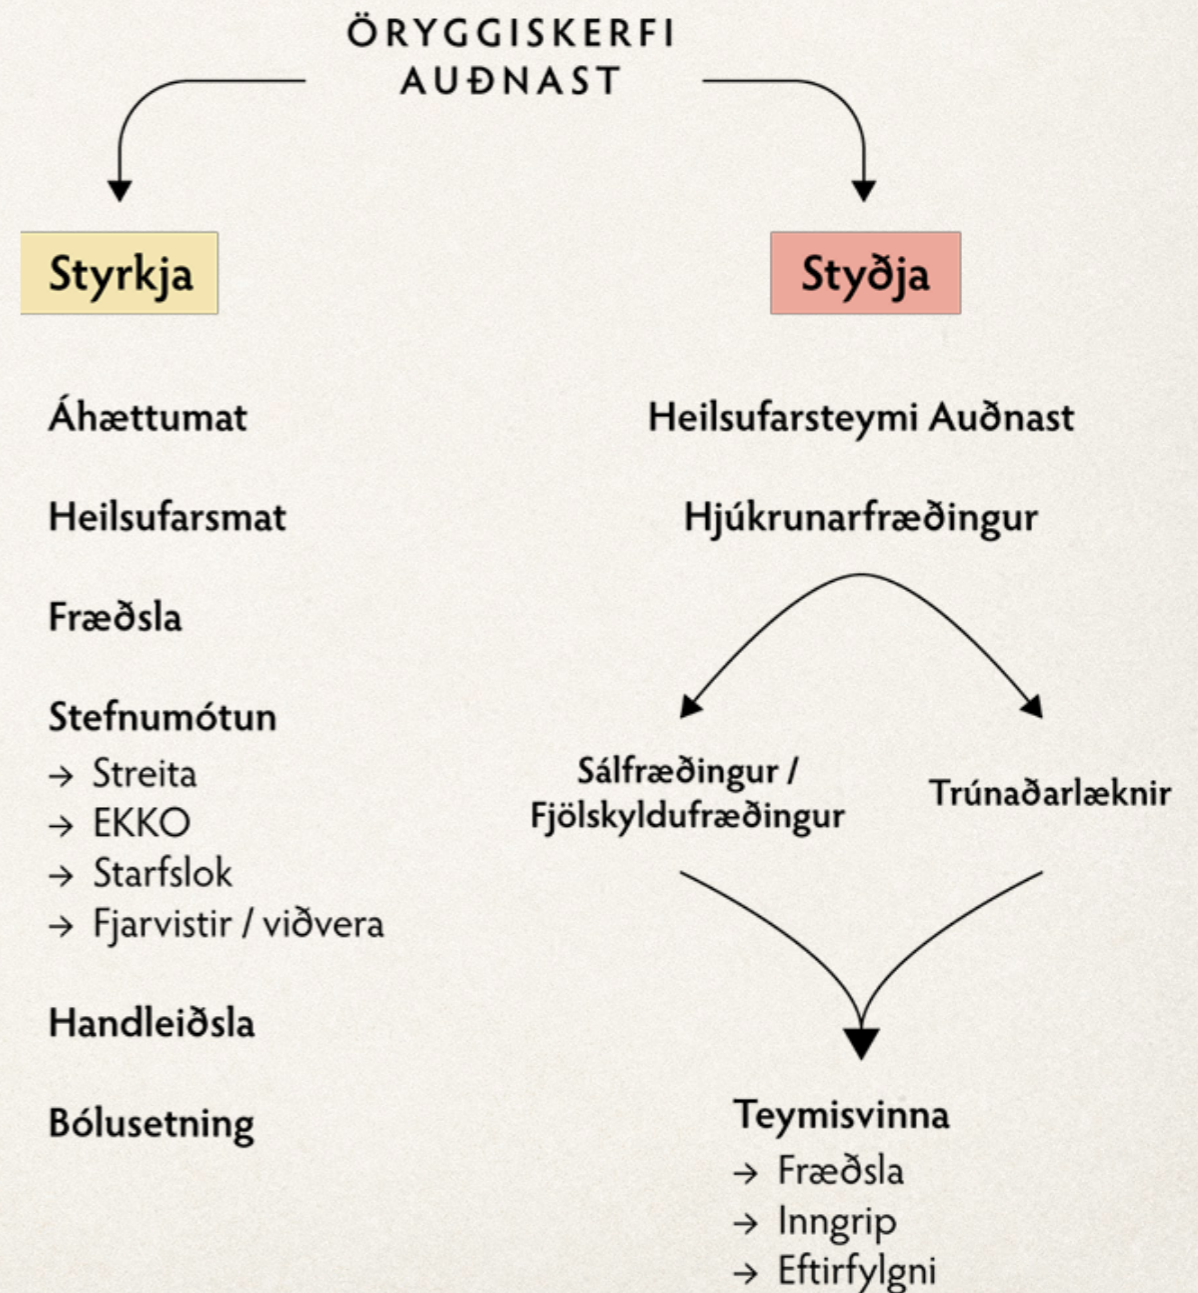 ÖRYGGISKERFI
AUÐNAST
Styrkja
Áhættumat
Heilsufarsmat
Fræðsla
Stefnumótun
→ Streita
→ EKKO
→ Starfslok
→ Fjarvistir / viðvera
Handleiðsla
Bólusetning
Styðja
Heilsufarsteymi Auðnast
Hjúkrunarfræðingur
Sálfræðingur /
Fjölskyldufræðingur
Trúnaðarlæknir
Teymisvinna
→ Fræðsla
→ Inngrip
→ Eftirfylgni